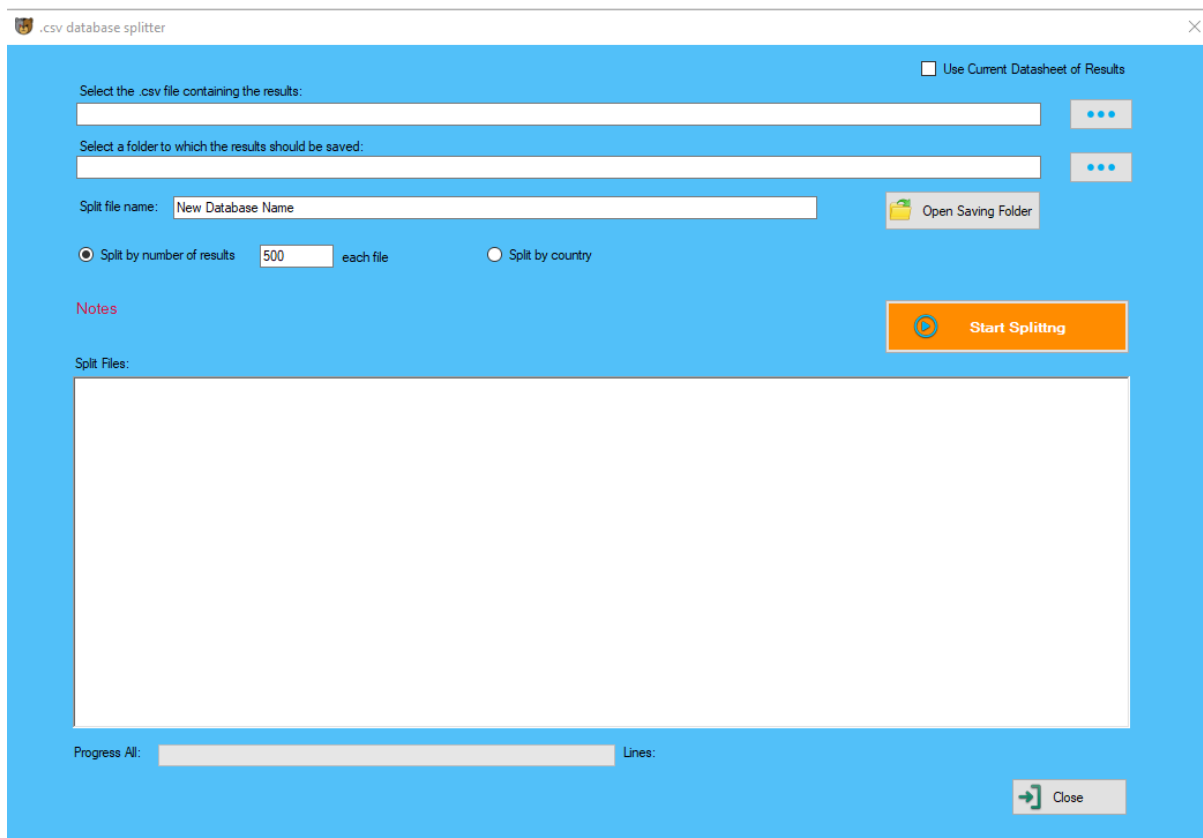 .csv database splitter
Use Current Datasheet of Results
Select the .csv file containing the results:
Select a folder to which the results should be saved:
Split file name: New Database Name
Open Saving Folder
Split by number of results 500 each file Split by country
Notes
Start Splittng
Split Files:
Progress All: Lines:
Close